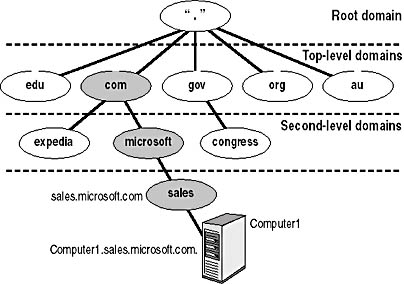 “.”
Root domain
Top-level domains
edu
com
gov
org
au
Second-level domains
expedia
microsoft
congress
sales.microsoft.com
sales
Computer1
Computer1.sales.microsoft.com.